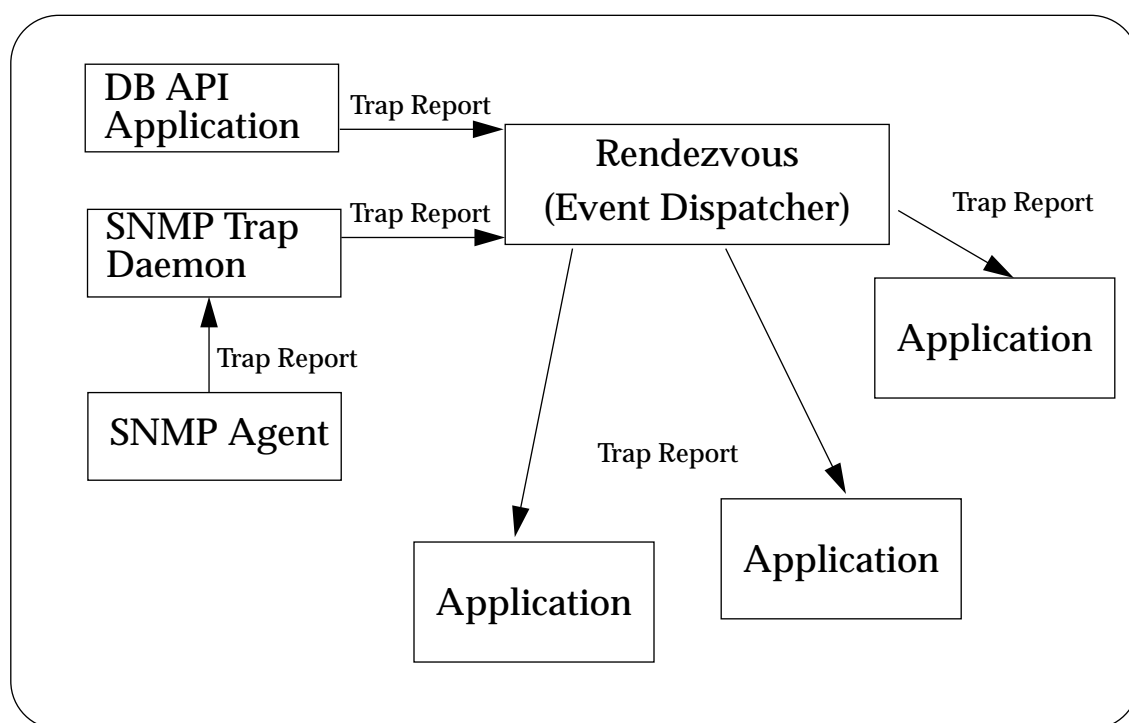 DB API
Application
Trap Report
Rendezvous
(Event Dispatcher)
Trap Report
SNMP Trap
Daemon
Trap Report
Application
Trap Report
SNMP Agent
Trap Report
Application
Application